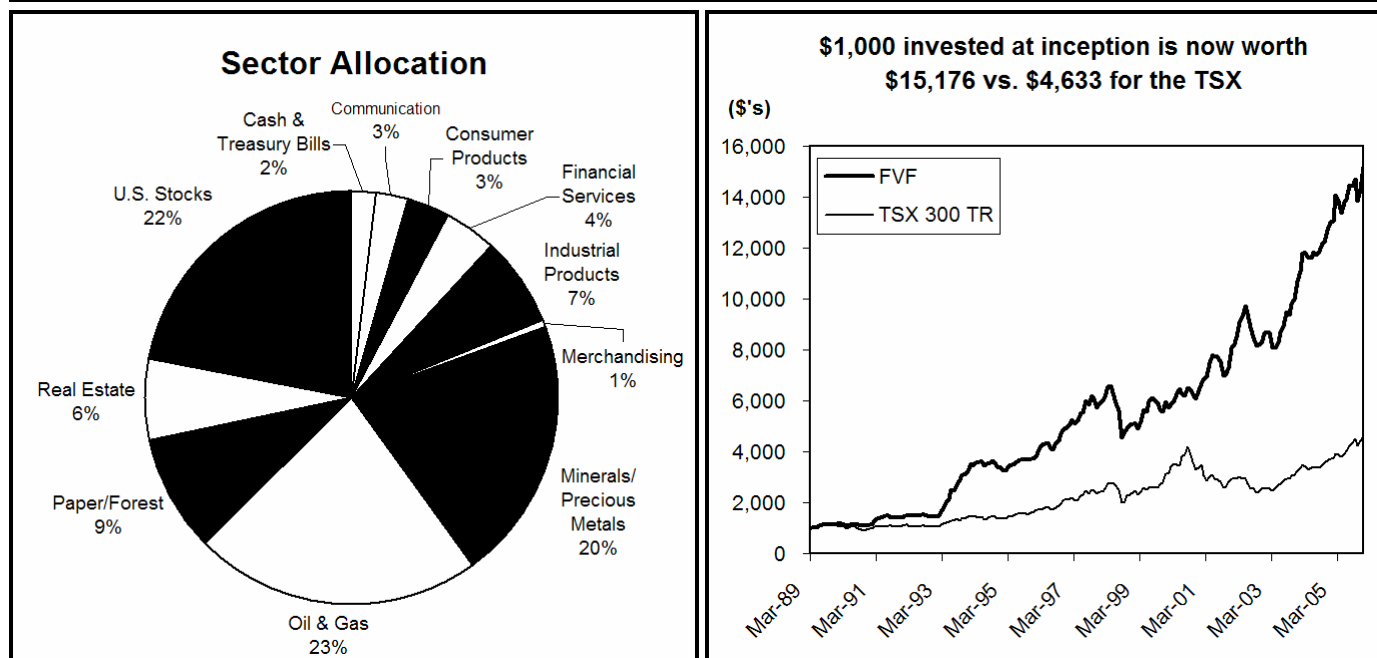 Sector Allocation
Communication
3%
Cash &
Treasury Bills
2%
Consumer
Products
3%
Financial
Services
4%
U.S. Stocks
22%
Industrial
Products
7%
Merchandising
1%
Real Estate
6%
Minerals/
Precious
Metals
20%
Paper/Forest
9%
Oil & Gas
23%
$1,000 invested at inception is now worth
$15,176 vs. $4,633 for the TSX
($'s)
16,000
14,000
12,000
10,000
8,000
6,000
4,000
2,000
0
FVF
TSX 300 TR
Mar-89
Mar-91
Mar-93
Mar-95
Mar-97
Mar-99
Mar-01
Mar-03
Mar-05